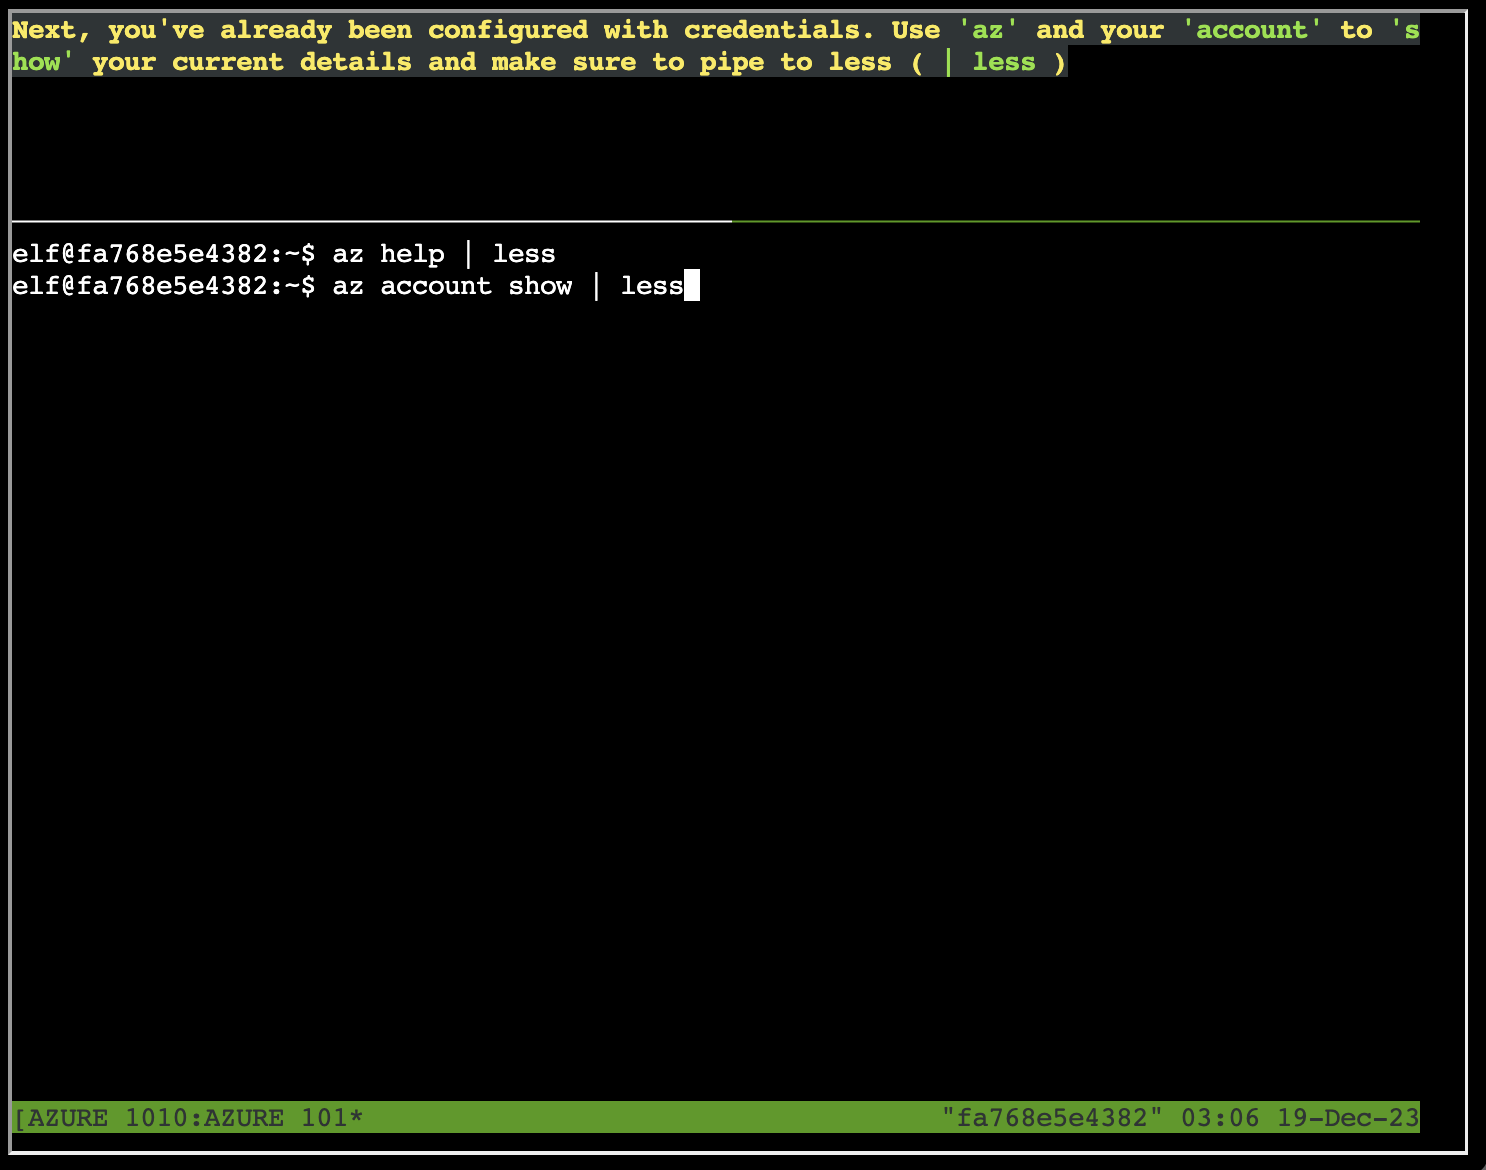 Next, you've already been configured with credentials. Use 'az' and your 'account' to 's
how' your current details and make sure to pipe to less ( | less )
elf@fa768e5e4382:~$ az help | less
elf@fa768e5e4382:~$ az account show | less
[AZURE 1010:AZURE 101* "fa768e5e4382" 03:06 19-Dec-23